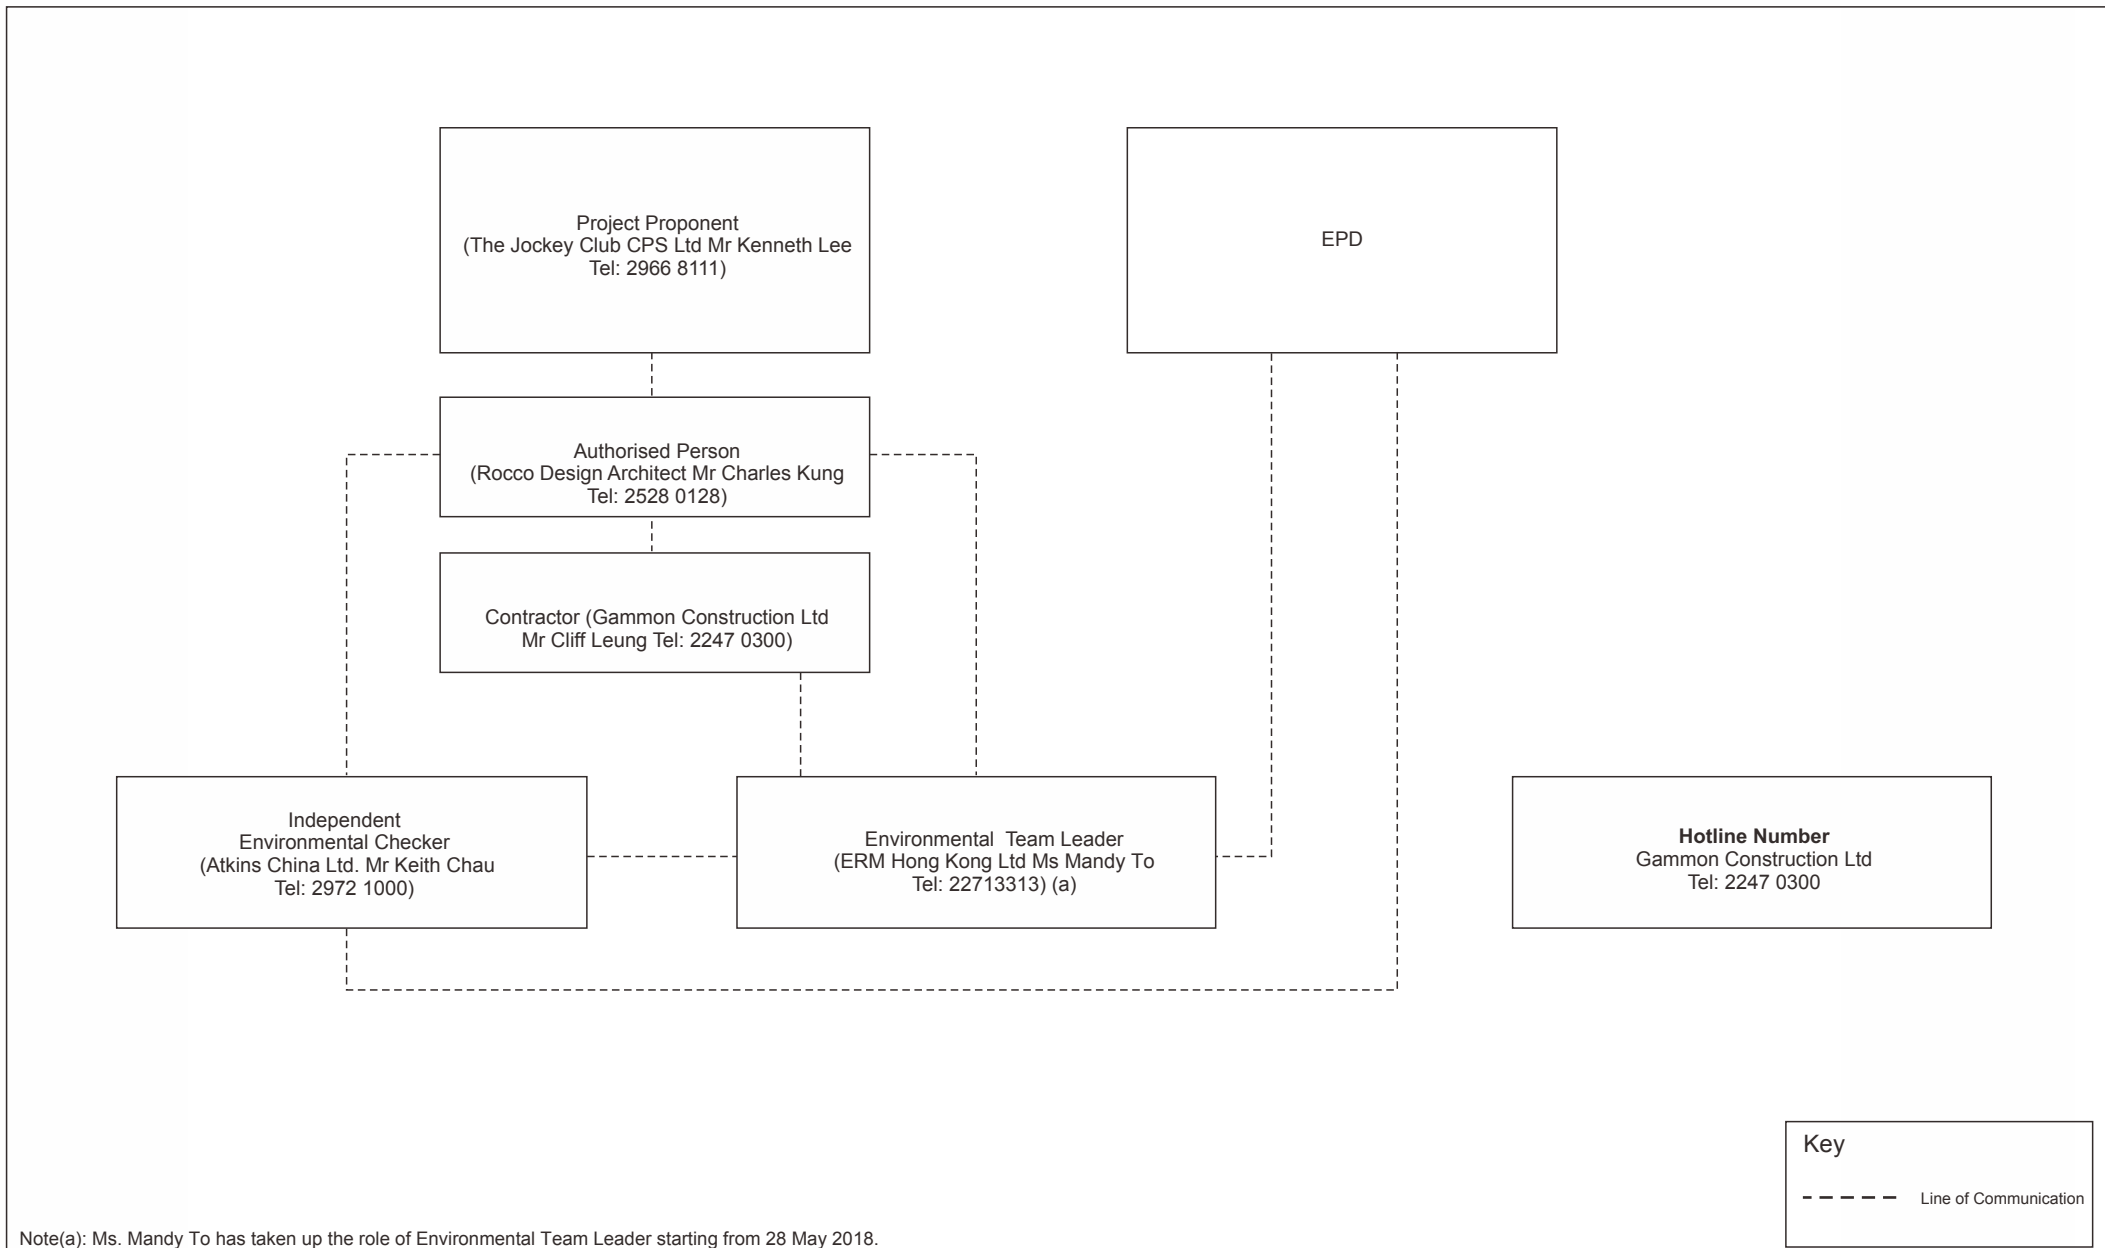 Project Proponent
(The Jockey Club CPS Ltd Mr Kenneth Lee
Tel: 2966 8111)
EPD
Authorised Person
(Rocco Design Architect Mr Charles Kung
Tel: 2528 0128)
Contractor (Gammon Construction Ltd
Mr Cliff Leung Tel: 2247 0300)
Independent
Environmental Checker
(Atkins China Ltd. Mr Keith Chau
Tel: 2972 1000)
Environmental Team Leader
(ERM Hong Kong Ltd Ms Mandy To
Tel: 22713313) (a)
Hotline Number
Gammon Construction Ltd
Tel: 2247 0300
Key
Line of Communication
Note(a): Ms. Mandy To has taken up the role of Environmental Team Leader starting from 28 May 2018.